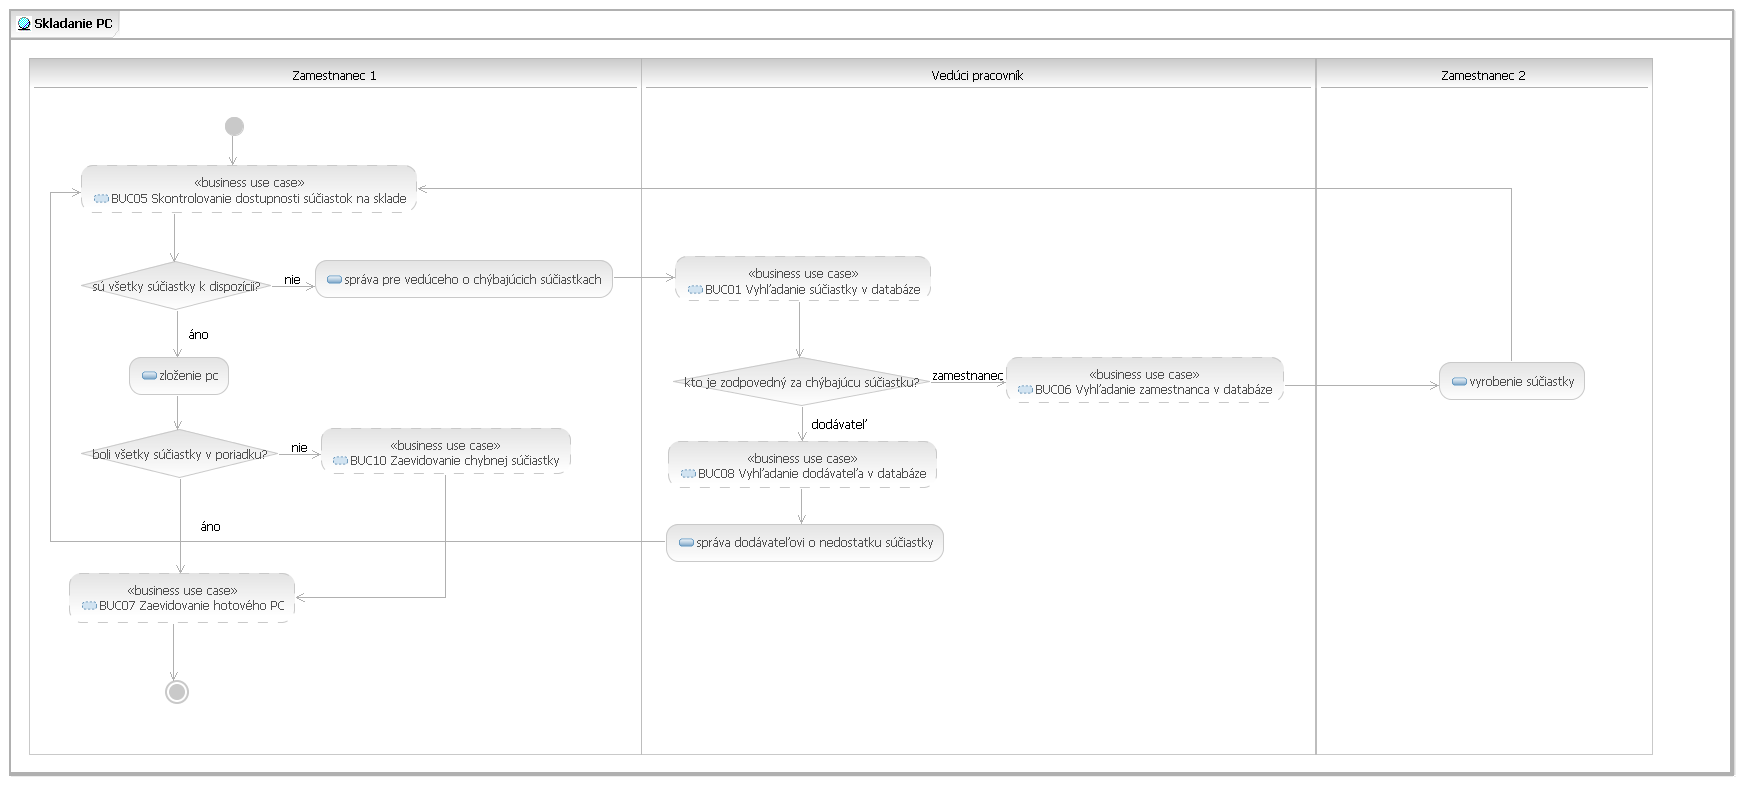 Skladanie PC
Zamestnanec 1
Vedúci pracovník
Zamestnanec 2
«business use case»
BUC05 Skontrolovanie dostupnosti súčiastok na sklade
sú všetky súčiastky k dispozícii?
nie
správa pre vedúceho o chýbajúcich súčiastkach
«business use case»
BUC01 Vyhľadanie súčiastky v databáze
áno
zloženie pc
kto je zodpovedný za chýbajúcu súčiastku?
zamestnanec
«business use case»
BUC06 Vyhľadanie zamestnanca v databáze
vyrobenie súčiastky
dodávateľ
boli všetky súčiastky v poriadku?
nie
«business use case»
BUC10 Zaevidovanie chybnej súčiastky
«business use case»
BUC08 Vyhľadanie dodávateľa v databáze
áno
správa dodávateľovi o nedostatku súčiastky
«business use case»
BUC07 Zaevidovanie hotového PC